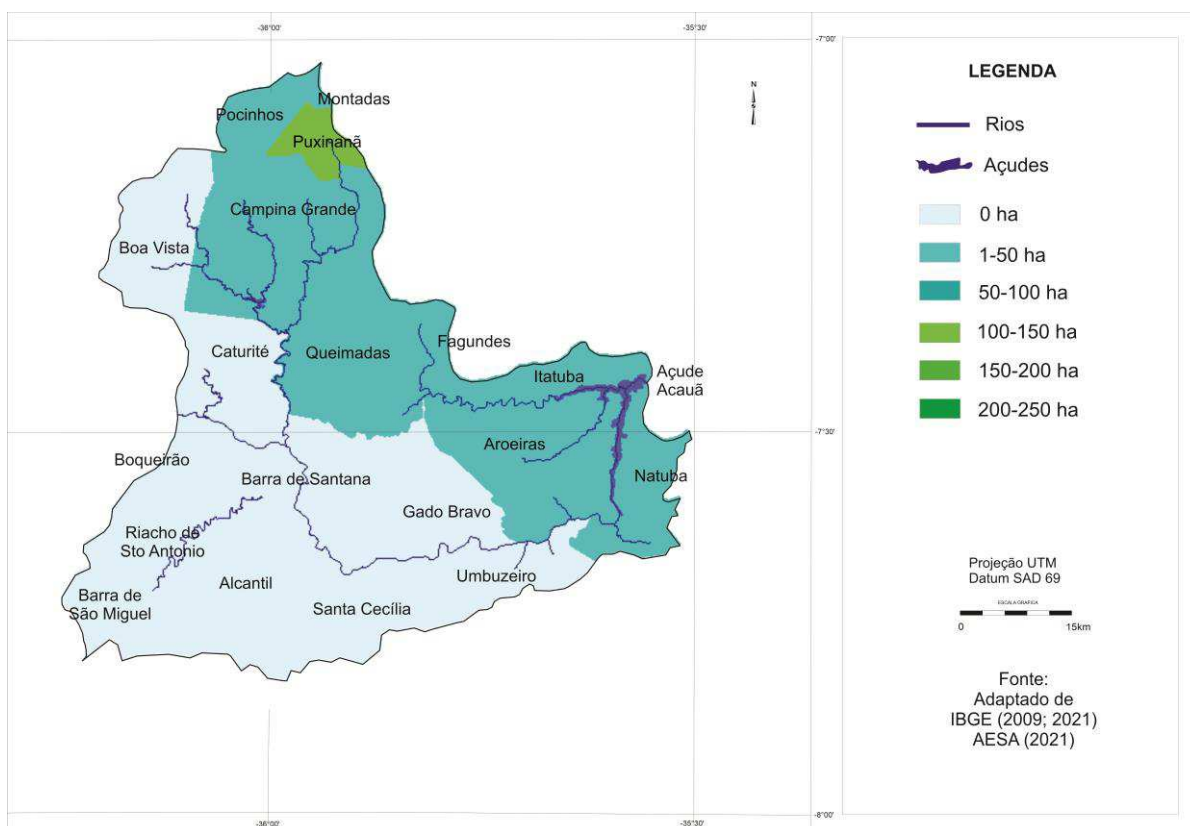 -36°00'
-35°30'
-7°00'
Montadas
Pocinhos
Puxinanã
Campina Grande
Boa Vista
Caturité
Queimadas
Fagundes
Itatuba
Açude
Acauã
-7°30'
Aroeiras
Boqueirão
Barra de Santana
Natuba
Gado Bravo
Riacho de
Sto Antonio
Alcantil
Umbuzeiro
Barra de
São Miguel
Santa Cecília
-8°00'
-36°00'
-35°30'
N
LEGENDA
Rios
Açudes
0 ha
1-50 ha
50-100 ha
100-150 ha
150-200 ha
200-250 ha
Projeção UTM
Datum SAD 69
ESCALA GRÁFICA
0 15km
Fonte:
Adaptado de
IBGE (2009; 2021)
AESA (2021)